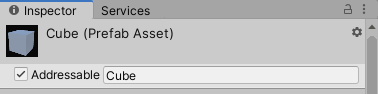 Inspector Services
Cube (Prefab Asset)
Addressable Cube